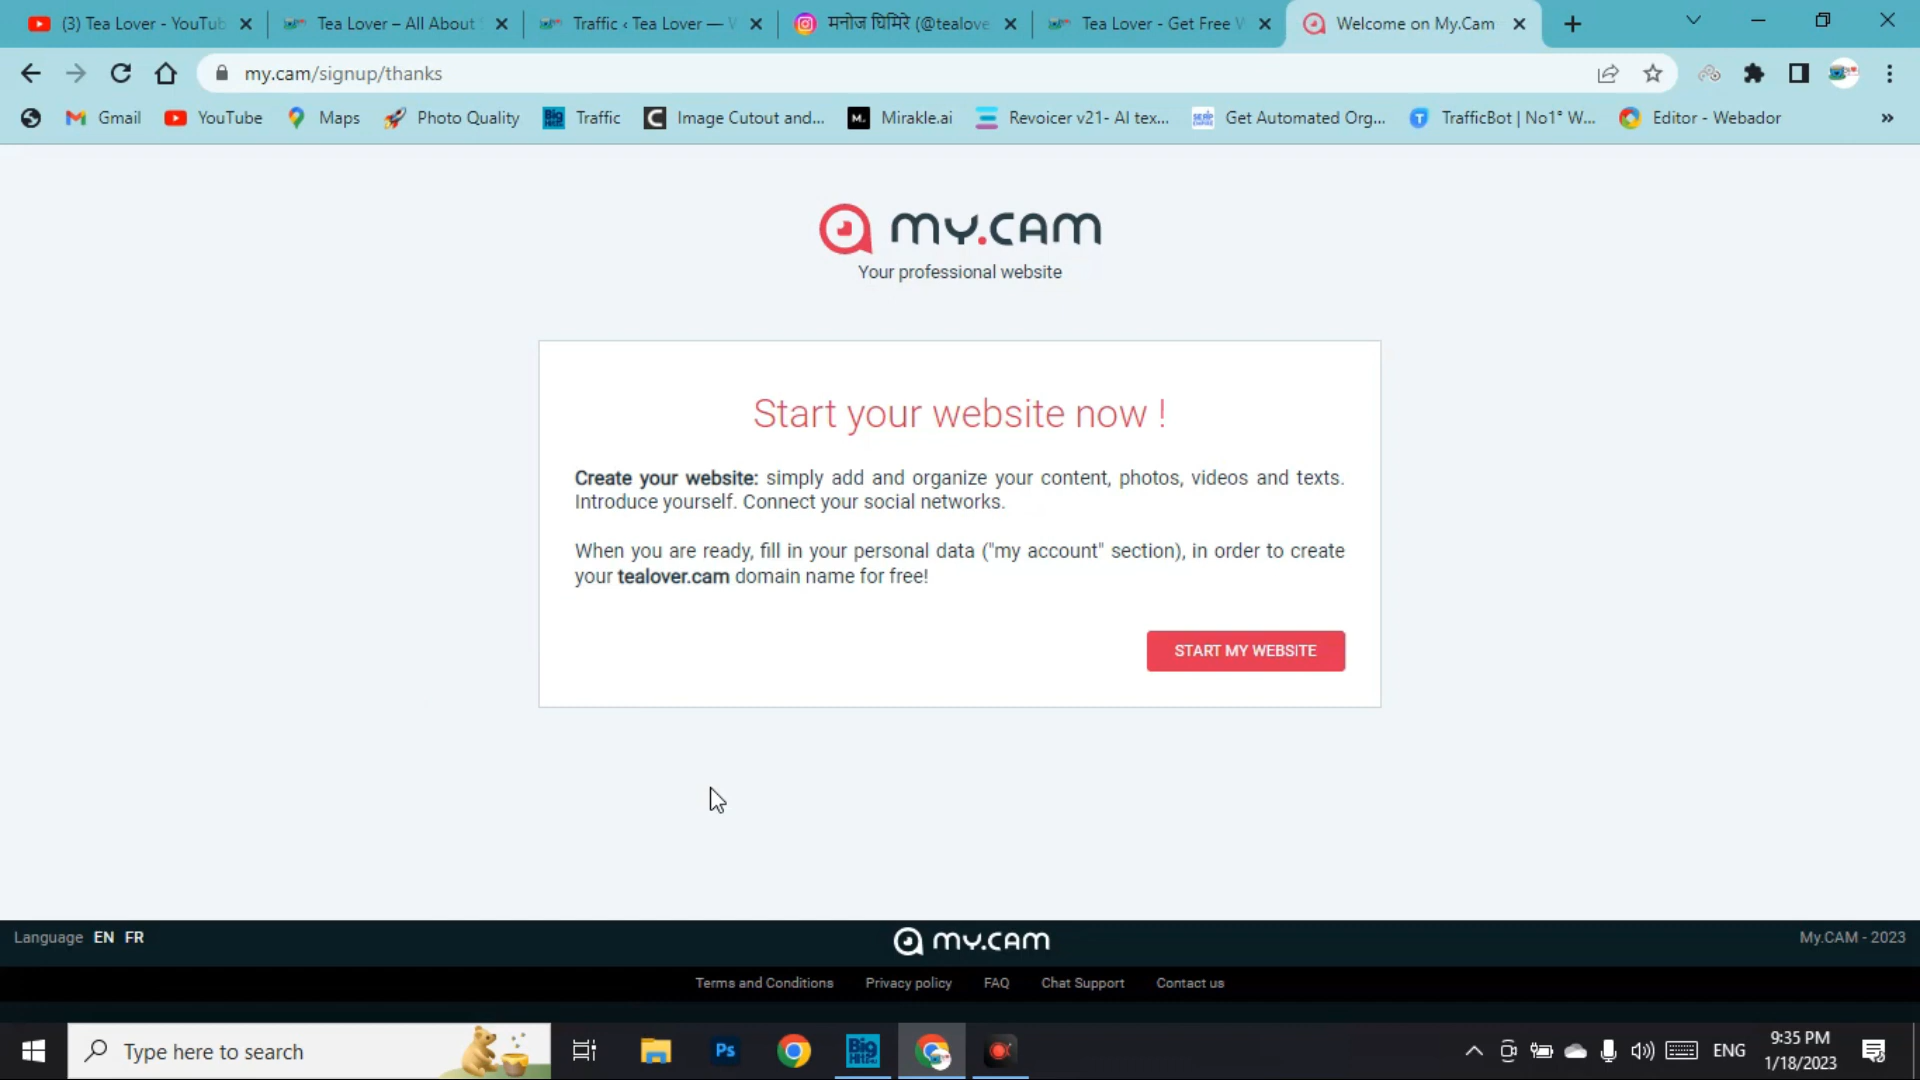 (3) Tea Lover - YouTub
Tea Lover – All About
Traffic ‹ Tea Lover —
मनोज घिमिरे (@tealove
Tea Lover - Get Free
Welcome on My.Cam
my.cam/signup/thanks
Gmail
YouTube
Maps
Photo Quality
Traffic
Image Cutout and...
Mirakle.ai
Revoicer v21- AI tex...
Get Automated Org...
TrafficBot | No1° W...
Editor - Webador
»
my.cam
Your professional website
Start your website now !
Create your website: simply add and organize your content, photos, videos and texts.
Introduce yourself. Connect your social networks.
When you are ready, fill in your personal data ("my account" section), in order to create
your tealover.cam domain name for free!
START MY WEBSITE
Language EN FR
my.cam
My.CAM - 2023
Terms and Conditions
Privacy policy
FAQ
Chat Support
Contact us
Type here to search
Ps
Big
ENG
9:35 PM
1/18/2023